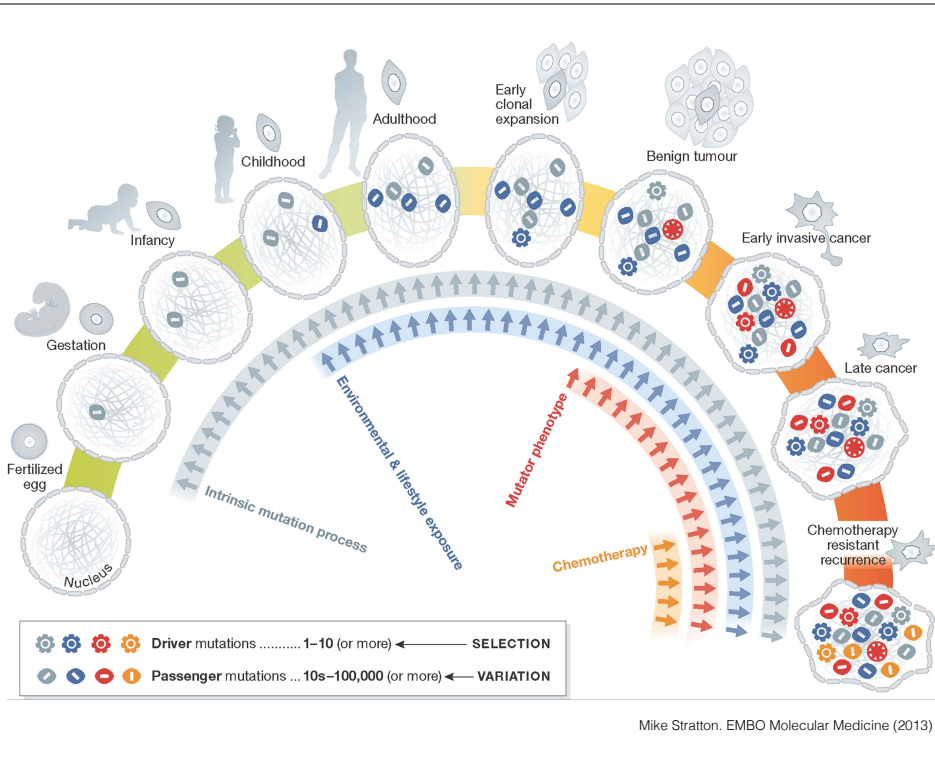 Fertilized
egg
Nucleus
Gestation
Infancy
Childhood
Adulthood
Early
clonal
expansion
Benign tumour
Early invasive cancer
Late cancer
Chemotherapy
resistant
recurrence
Intrinsic mutation process
Environmental & lifestyle exposure
Mutator phenotype
Chemotherapy
Driver mutations ........... 1–10 (or more) SELECTION
Passenger mutations ... 10s–100,000 (or more) VARIATION
Mike Stratton. EMBO Molecular Medicine (2013)